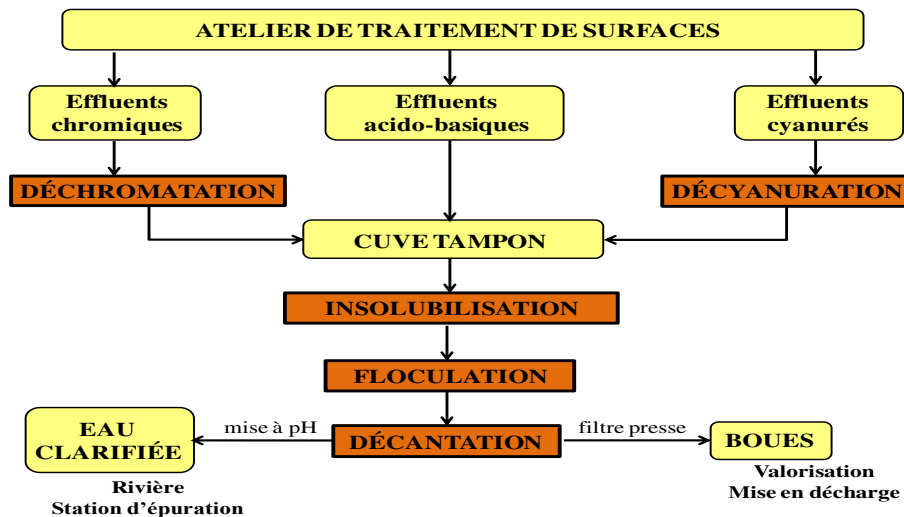 ATELIER DE TRAITEMENT DE SURFACES
Effluents
chromiques
Effluents
acido-basiques
Effluents
cyanurés
DÉCHROMATATION
DÉCYANURATION
CUVE TAMPON
INSOLUBILISATION
FLOCULATION
EAU
CLARIFIÉE
mise à pH
DÉCANTATION
filtre presse
BOUES
Rivière
Station d'épuration
Valorisation
Mise en décharge